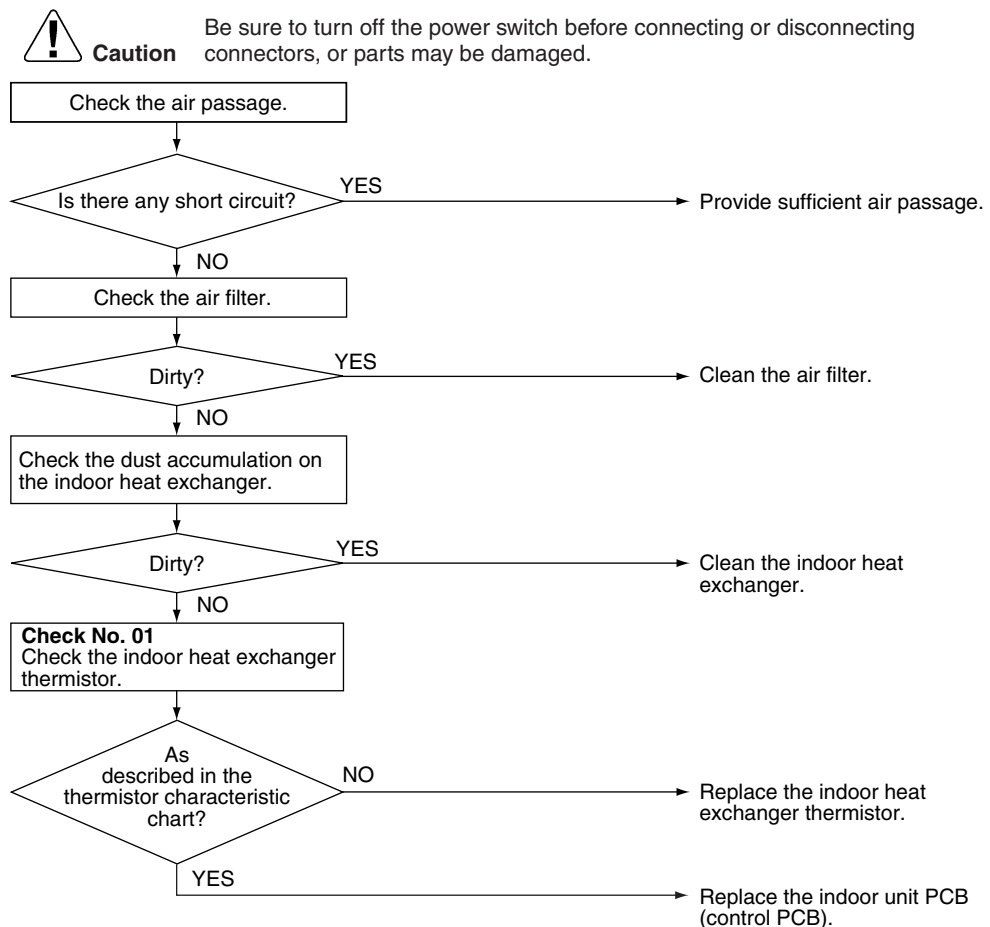 Be sure to turn off the power switch before connecting or disconnecting
Caution connectors, or parts may be damaged.
Check the air passage.
Is there any short circuit?
YES
Provide sufficient air passage.
NO
Check the air filter.
Dirty?
YES
Clean the air filter.
NO
Check the dust accumulation on
the indoor heat exchanger.
Dirty?
YES
Clean the indoor heat
exchanger.
NO
Check No. 01
Check the indoor heat exchanger
thermistor.
As
described in the
thermistor characteristic
chart?
NO
Replace the indoor heat
exchanger thermistor.
YES
Replace the indoor unit PCB
(control PCB).